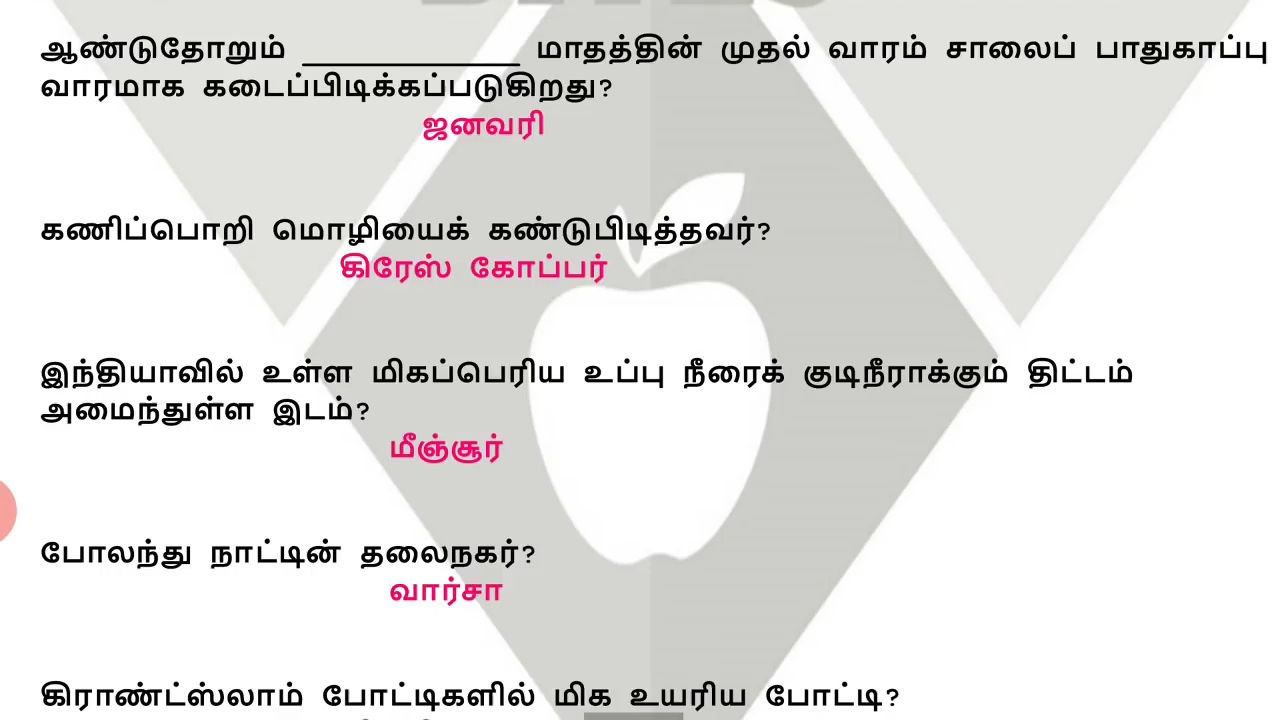 ஆண்டுதோறும் ______________ மாதத்தின் முதல் வாரம் சாலைப் பாதுகாப்பு
வாரமாக கடைப்பிடிக்கப்படுகிறது?
ஜனவரி
கணிப்பொறி மொழியைக் கண்டுபிடித்தவர்?
கிரேஸ் கோப்பர்
இந்தியாவில் உள்ள மிகப்பெரிய உப்பு நீரைக் குடிநீராக்கும் திட்டம்
அமைந்துள்ள இடம்?
மீஞ்சூர்
போலந்து நாட்டின் தலைநகர்?
வார்சா
கிராண்ட்ஸ்லாம் போட்டிகளில் மிக உயரிய போட்டி?